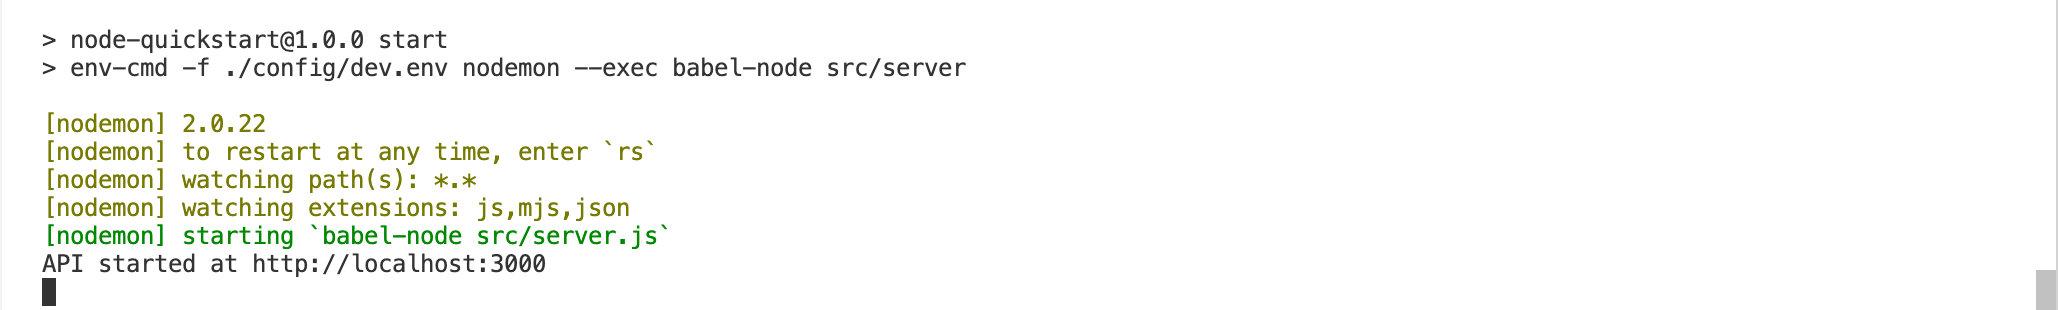 > node-quickstart@1.0.0 start
> env-cmd -f ./config/dev.env nodemon --exec babel-node src/server
[nodemon] 2.0.22
[nodemon] to restart at any time, enter `rs`
[nodemon] watching path(s): *.*
[nodemon] watching extensions: js,mjs,json
[nodemon] starting `babel-node src/server.js`
API started at http://localhost:3000